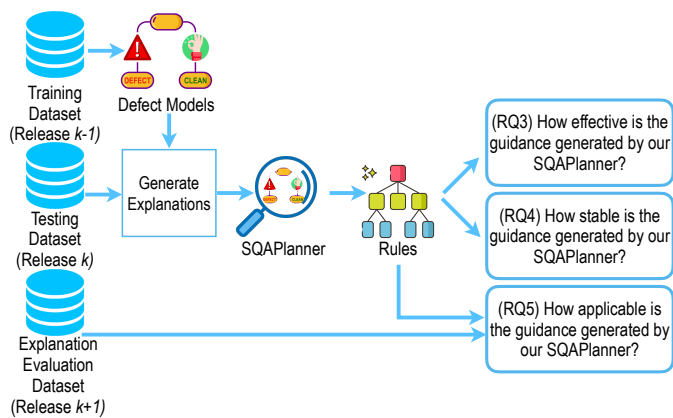 Training
Dataset
(Release k-1)
DEFECT
CLEAN
Defect Models
Testing
Dataset
(Release k)
Generate
Explanations
DEFECT
CLEAN
SQAPlanner
Rules
(RQ3) How effective is the
guidance generated by our
SQAPlanner?
(RQ4) How stable is the
guidance generated by our
SQAPlanner?
(RQ5) How applicable is
the guidance generated by
our SQAPlanner?
Explanation
Evaluation
Dataset
(Release k+1)